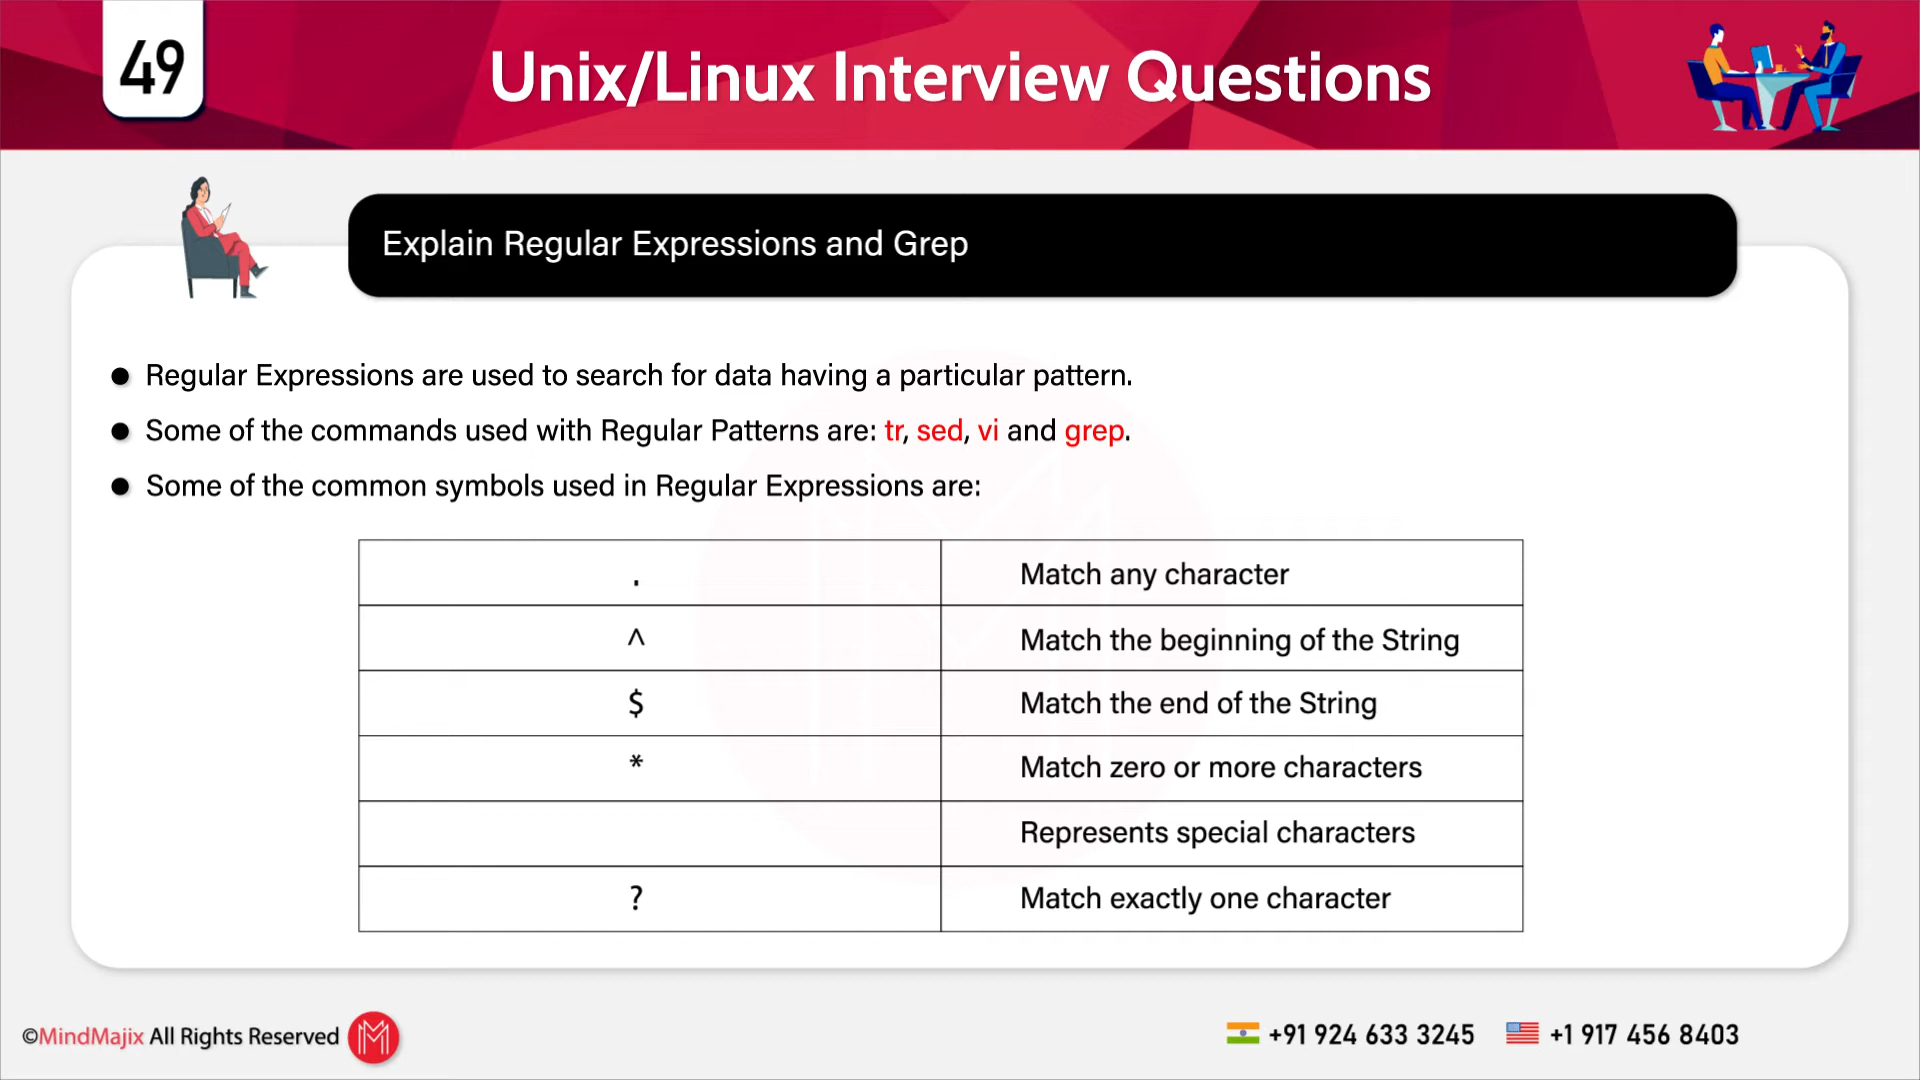 49
Unix/Linux Interview Questions
Explain Regular Expressions and Grep
● Regular Expressions are used to search for data having a particular pattern.
● Some of the commands used with Regular Patterns are: tr, sed, vi and grep.
● Some of the common symbols used in Regular Expressions are:
. Match any character
^ Match the beginning of the String
$ Match the end of the String
* Match zero or more characters
Represents special characters
? Match exactly one character
©MindMajix All Rights Reserved
+91 924 633 3245 +1 917 456 8403